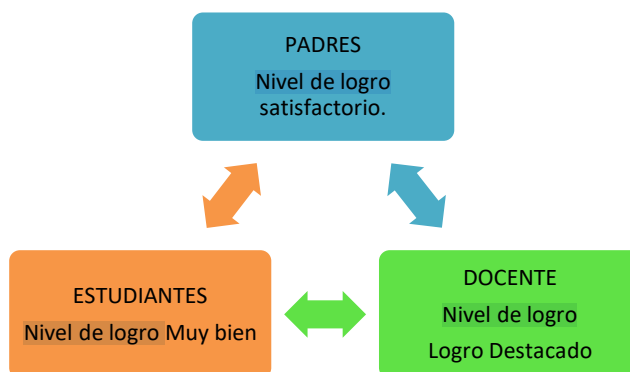 PADRES
Nivel de logro
satisfactorio.
ESTUDIANTES
Nivel de logro Muy bien
DOCENTE
Nivel de logro
Logro Destacado